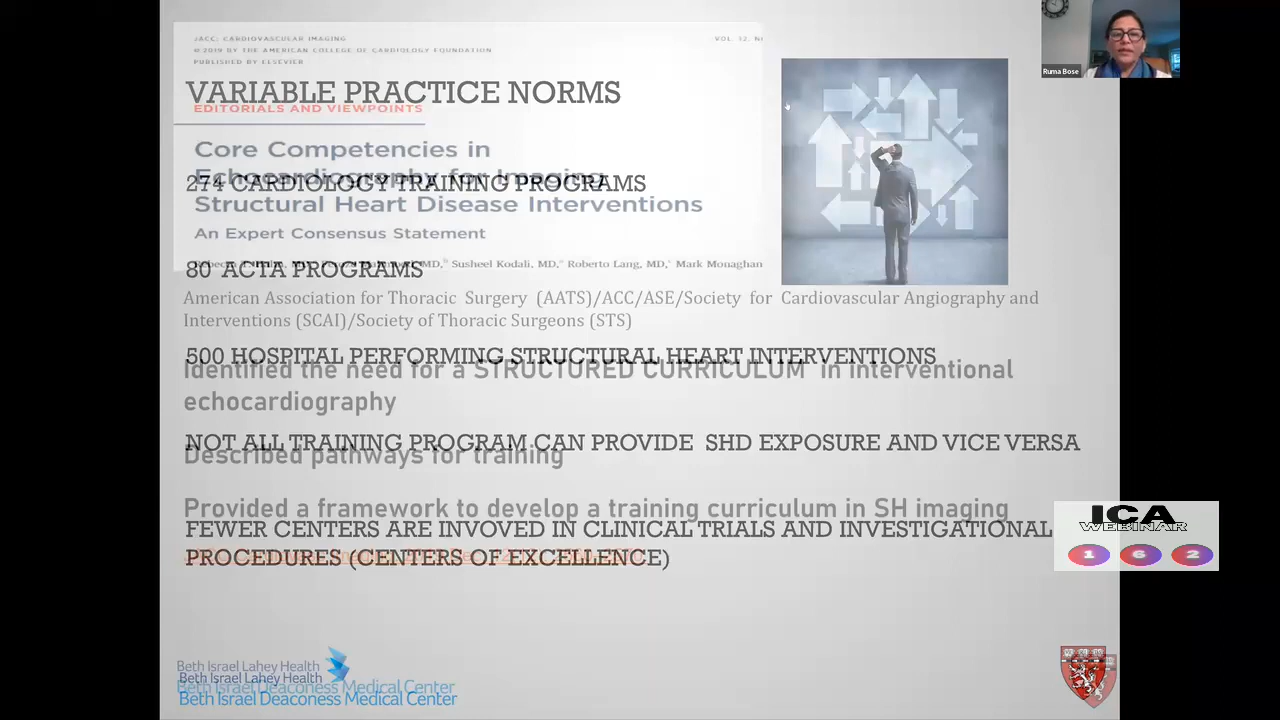 JACC: CARDIOVASCULAR IMAGING
VOL. 12,
© 2019 BY THE AMERICAN COLLEGE OF CARDIOLOGY FOUNDATION
PUBLISHED BY ELSEVIER
VARIABLE PRACTICE NORMS
EDITORIALS AND VIEWPOINTS
Core Competencies in
Echocardiography for Imaging
274 CARDIOLOGY TRAINING PROGRAMS
Structural Heart Disease Interventions
An Expert Consensus Statement
MD, Susheel Kodali, MD, Roberto Lang, MD, Mark Monaghan
80 ACTA PROGRAMS
American Association for Thoracic Surgery (AATS)/ACC/ASE/Society for Cardiovascular Angiography and
Interventions (SCAI)/Society of Thoracic Surgeons (STS)
500 HOSPITAL PERFORMING STRUCTURAL HEART INTERVENTIONS
Identified the need for a STRUCTURED CURRICULUM in interventional
echocardiography
NOT ALL TRAINING PROGRAM CAN PROVIDE SHD EXPOSURE AND VICE VERSA
Described pathways for training
Provided a framework to develop a training curriculum in SH imaging
FEWER CENTERS ARE INVOVED IN CLINICAL TRIALS AND INVESTIGATIONAL
PROCEDURES (CENTERS OF EXCELLENCE)
Beth Israel Lahey Health
Beth Israel Lahey Health
Beth Israel Deaconess Medical Center
Beth Israel Deaconess Medical Center
Ruma Bose
ICA
WEBINAR
1 6 2